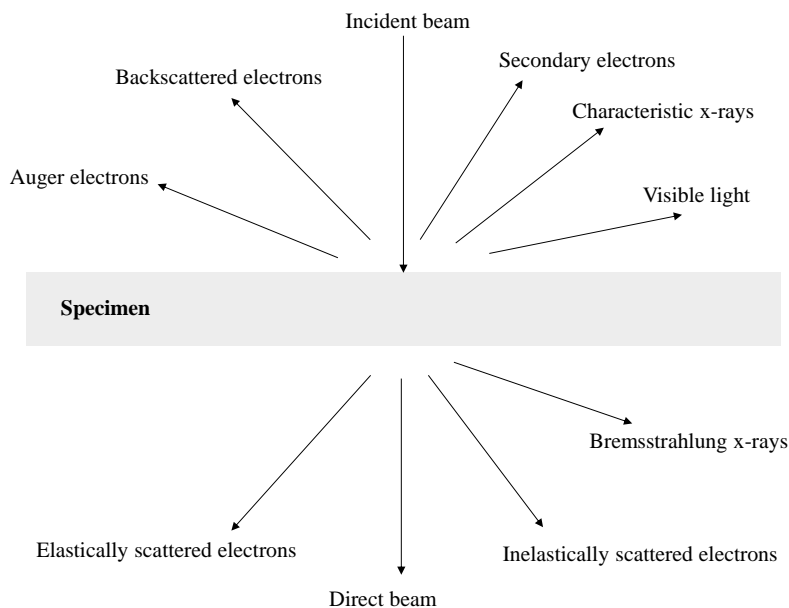 Incident beam
Secondary electrons
Backscattered electrons
Characteristic x-rays
Auger electrons
Visible light
Specimen
Bremsstrahlung x-rays
Elastically scattered electrons
Inelastically scattered electrons
Direct beam